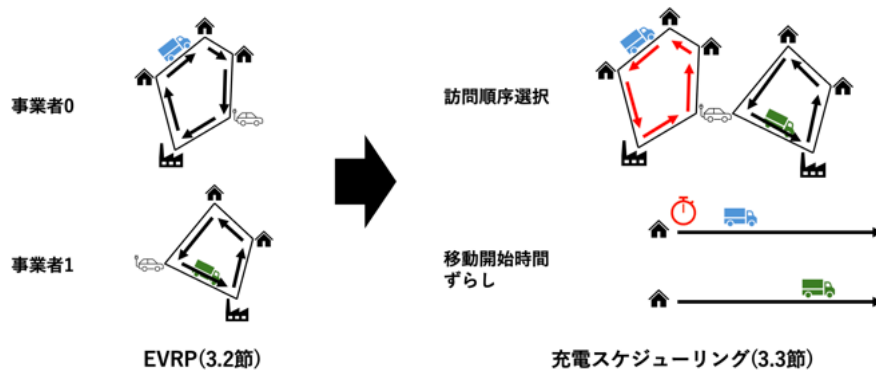 事業者0
訪問順序選択
事業者1
移動開始時間
ずらし
EVRP(3.2節)
充電スケジューリング(3.3節)